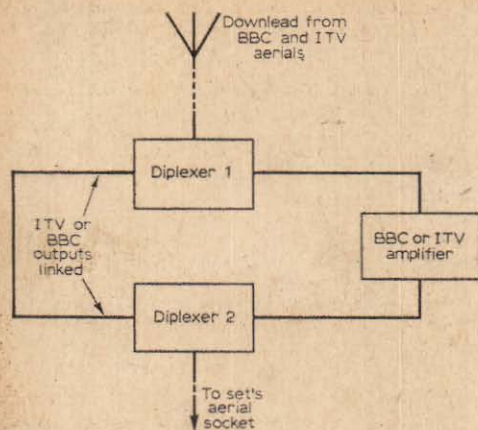 Downlead from
BBC and ITV
aerials
Diplexer 1
ITV or
BBC
outputs
linked
BBC or ITV
amplifier
Diplexer 2
To set's
aerial
socket